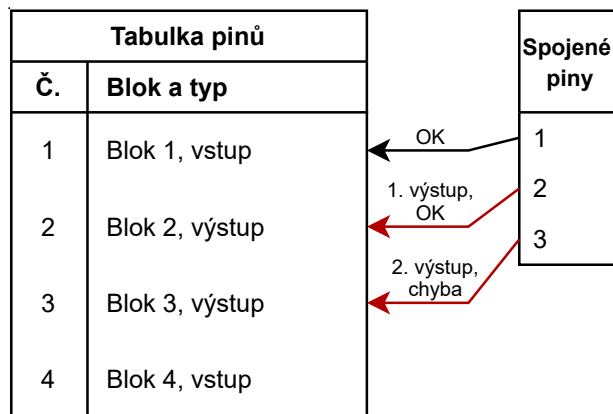 Tabulka pinů
Č. Blok a typ
1 Blok 1, vstup
2 Blok 2, výstup
3 Blok 3, výstup
4 Blok 4, vstup
OK
1. výstup,
OK
2. výstup,
chyba
Spojené
piny
1
2
3